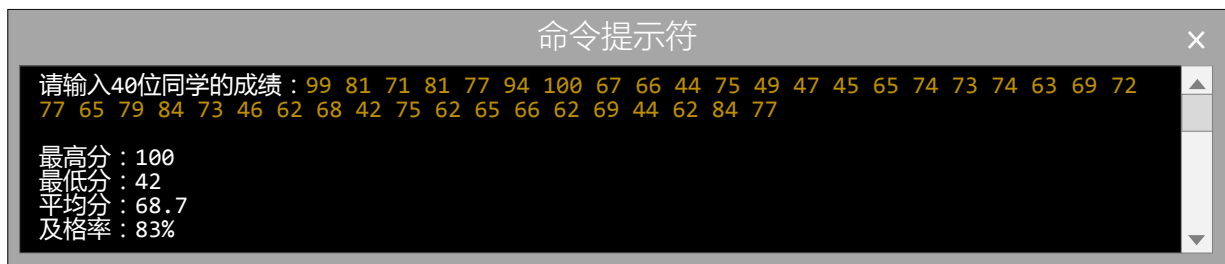 命令提示符
请输入40位同学的成绩：99 81 71 81 77 94 100 67 66 44 75 49 47 45 65 74 73 74 63 69 72
77 65 79 84 73 46 62 68 42 75 62 65 66 62 69 44 62 84 77
最高分：100
最低分：42
平均分：68.7
及格率：83%